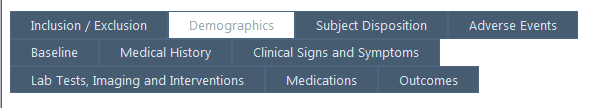 Inclusion / Exclusion Demographics Subject Disposition Adverse Events
Baseline Medical History Clinical Signs and Symptoms
Lab Tests, Imaging and Interventions Medications Outcomes